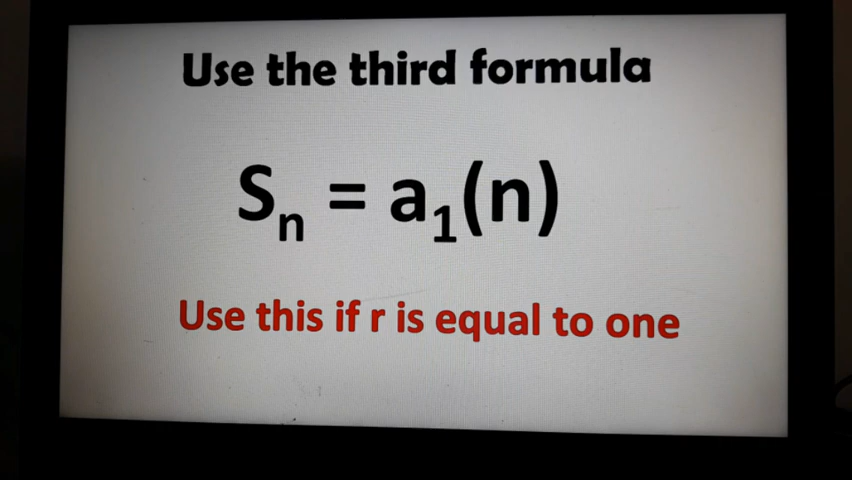 Use the third formula
Sₙ = a₁(n)
Use this if r is equal to one